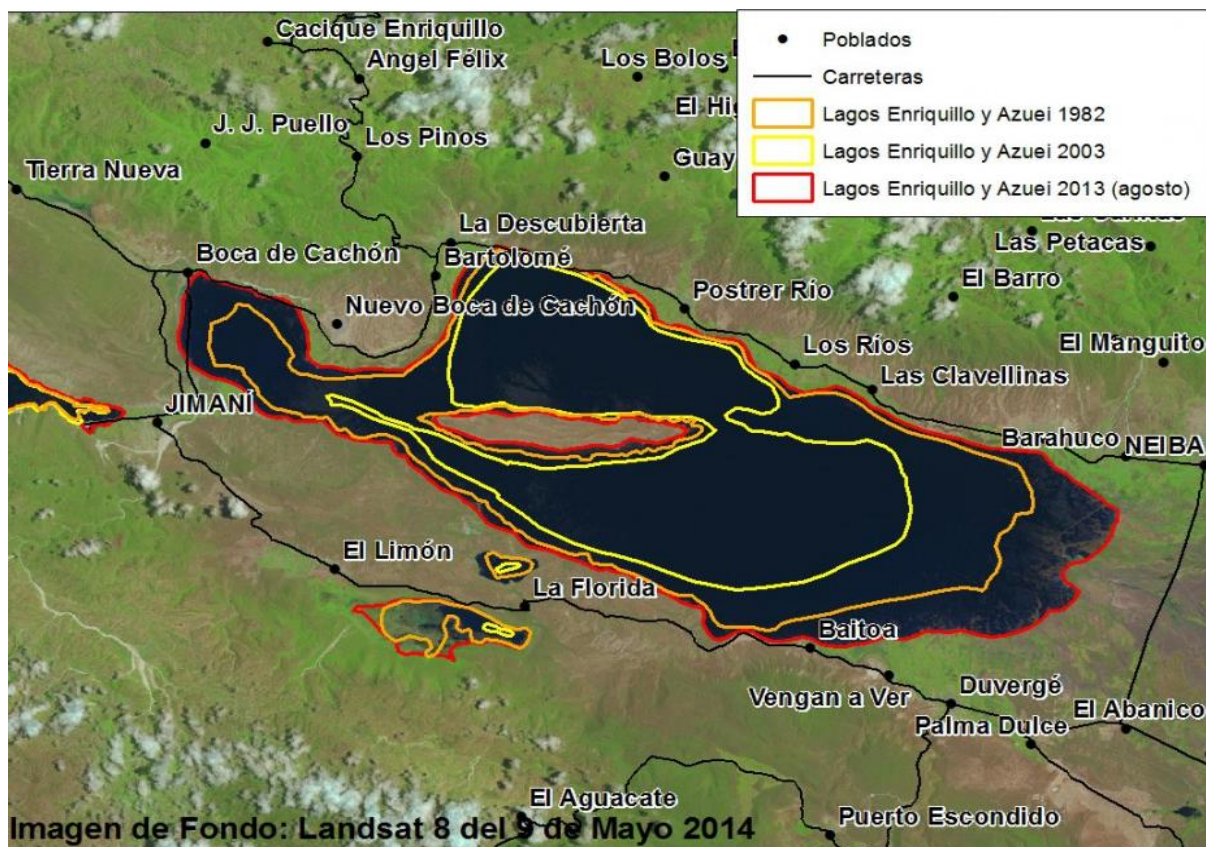 Cacique Enriquillo
Angel Félix
Los Bolos
El Hig
J. J. Puello
Los Pinos
Guay
Tierra Nueva
Poblados
Carreteras
Lagos Enriquillo y Azuei 1982
Lagos Enriquillo y Azuei 2003
Lagos Enriquillo y Azuei 2013 (agosto)
La Descubierta
Las Petacas
Boca de Cachón
Bartolomé
El Barro
Nuevo Boca de Cachón
Postrer Río
Los Ríos
El Manguito
Las Clavellinas
JIMANÍ
Barahuco
NEIBA
El Limón
La Florida
Baitoa
Vengan a Ver
Duvergé
Palma Dulce
El Abanico
El Aguacate
Puerto Escondido
Imagen de Fondo: Landsat 8 del 9 de Mayo 2014